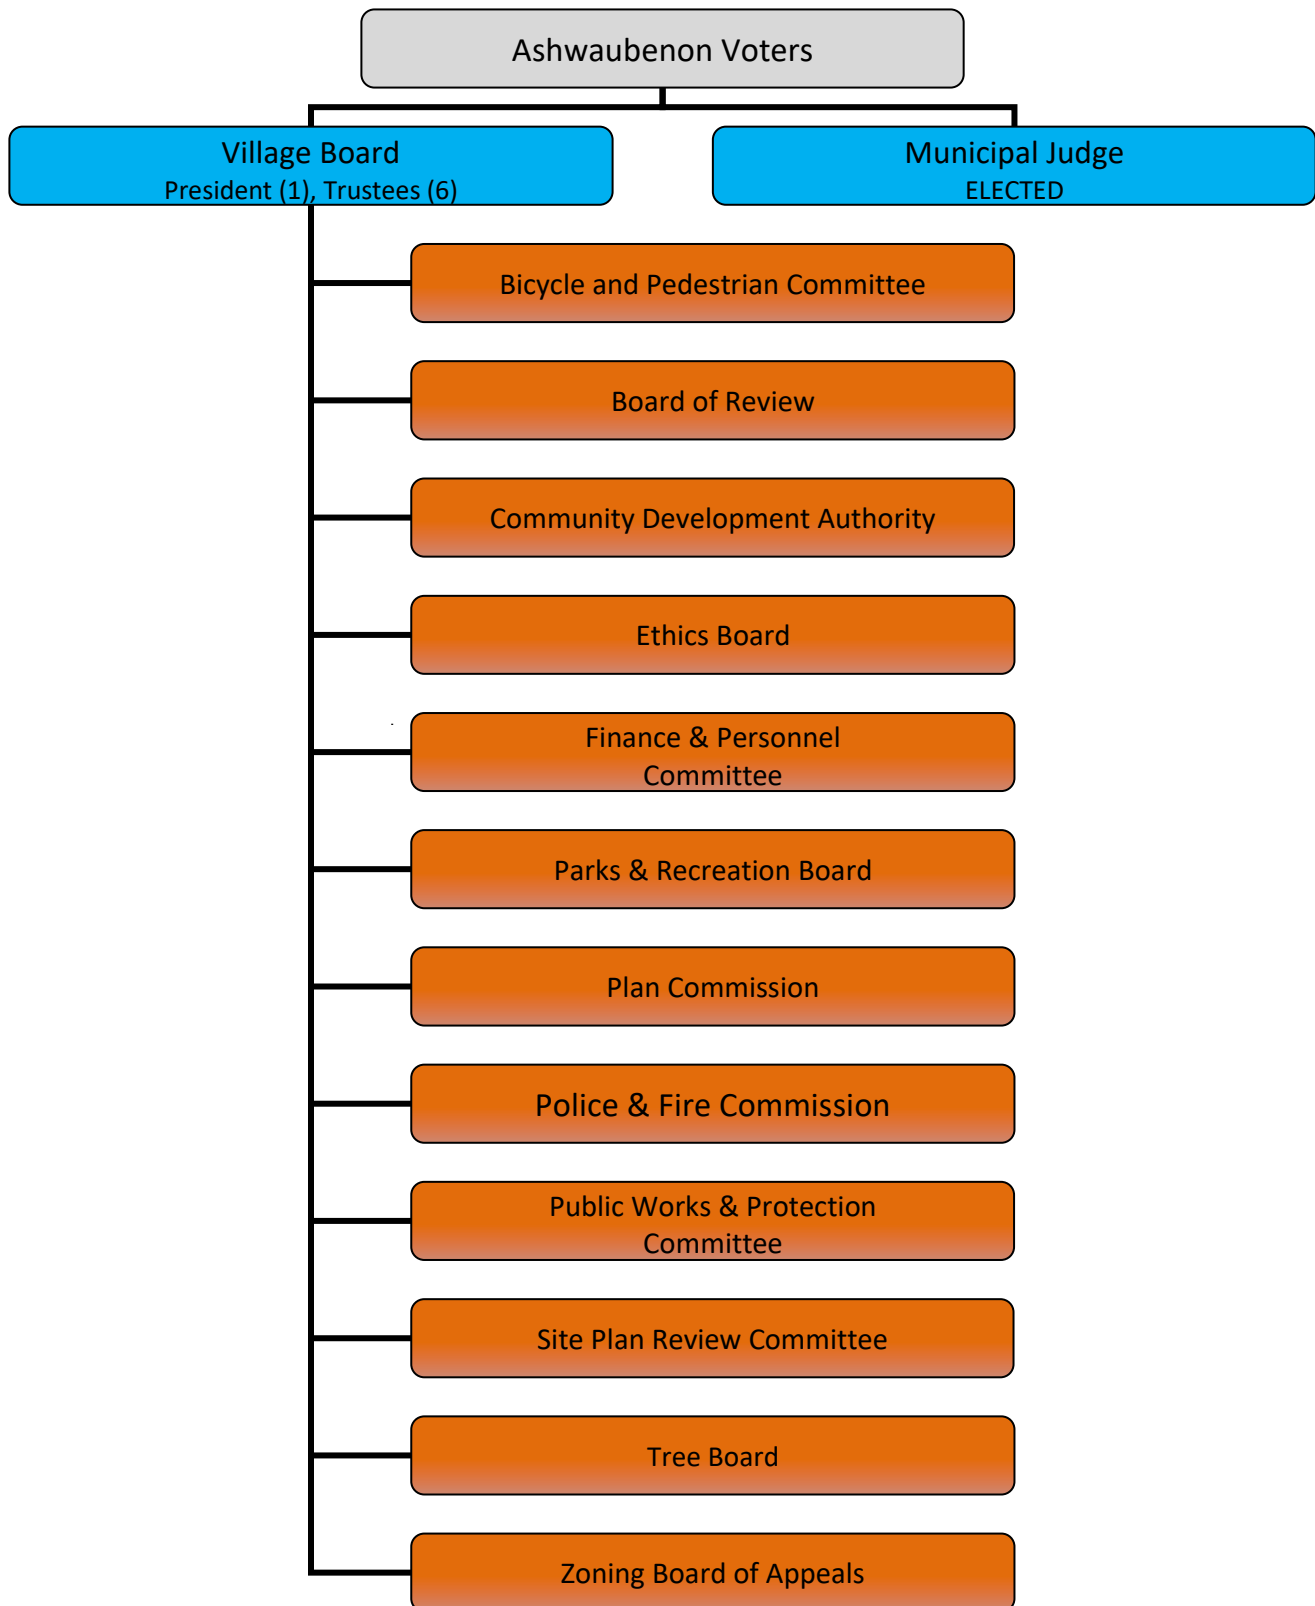 Ashwaubenon Voters
Village Board
President (1), Trustees (6)
Municipal Judge
ELECTED
Bicycle and Pedestrian Committee
Board of Review
Community Development Authority
Ethics Board
Finance & Personnel
Committee
Parks & Recreation Board
Plan Commission
Police & Fire Commission
Public Works & Protection
Committee
Site Plan Review Committee
Tree Board
Zoning Board of Appeals